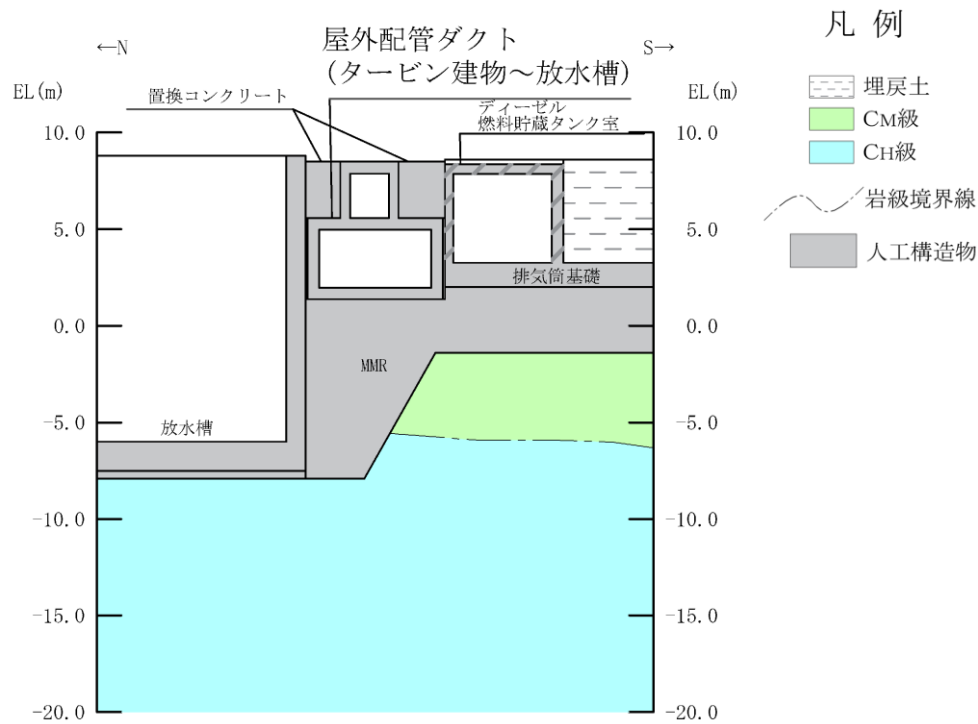 凡 例
←N
屋外配管ダクト
(タービン建物～放水槽)
S→
EL(m)
EL(m)
置換コンクリート
ディーゼル
燃料貯蔵タンク室
埋戻土
CM級
CH級
岩級境界線
人工構造物
10.0
10.0
5.0
5.0
排気筒基礎
0.0
0.0
MMR
放水槽
-5.0
-5.0
-10.0
-10.0
-15.0
-15.0
-20.0
-20.0